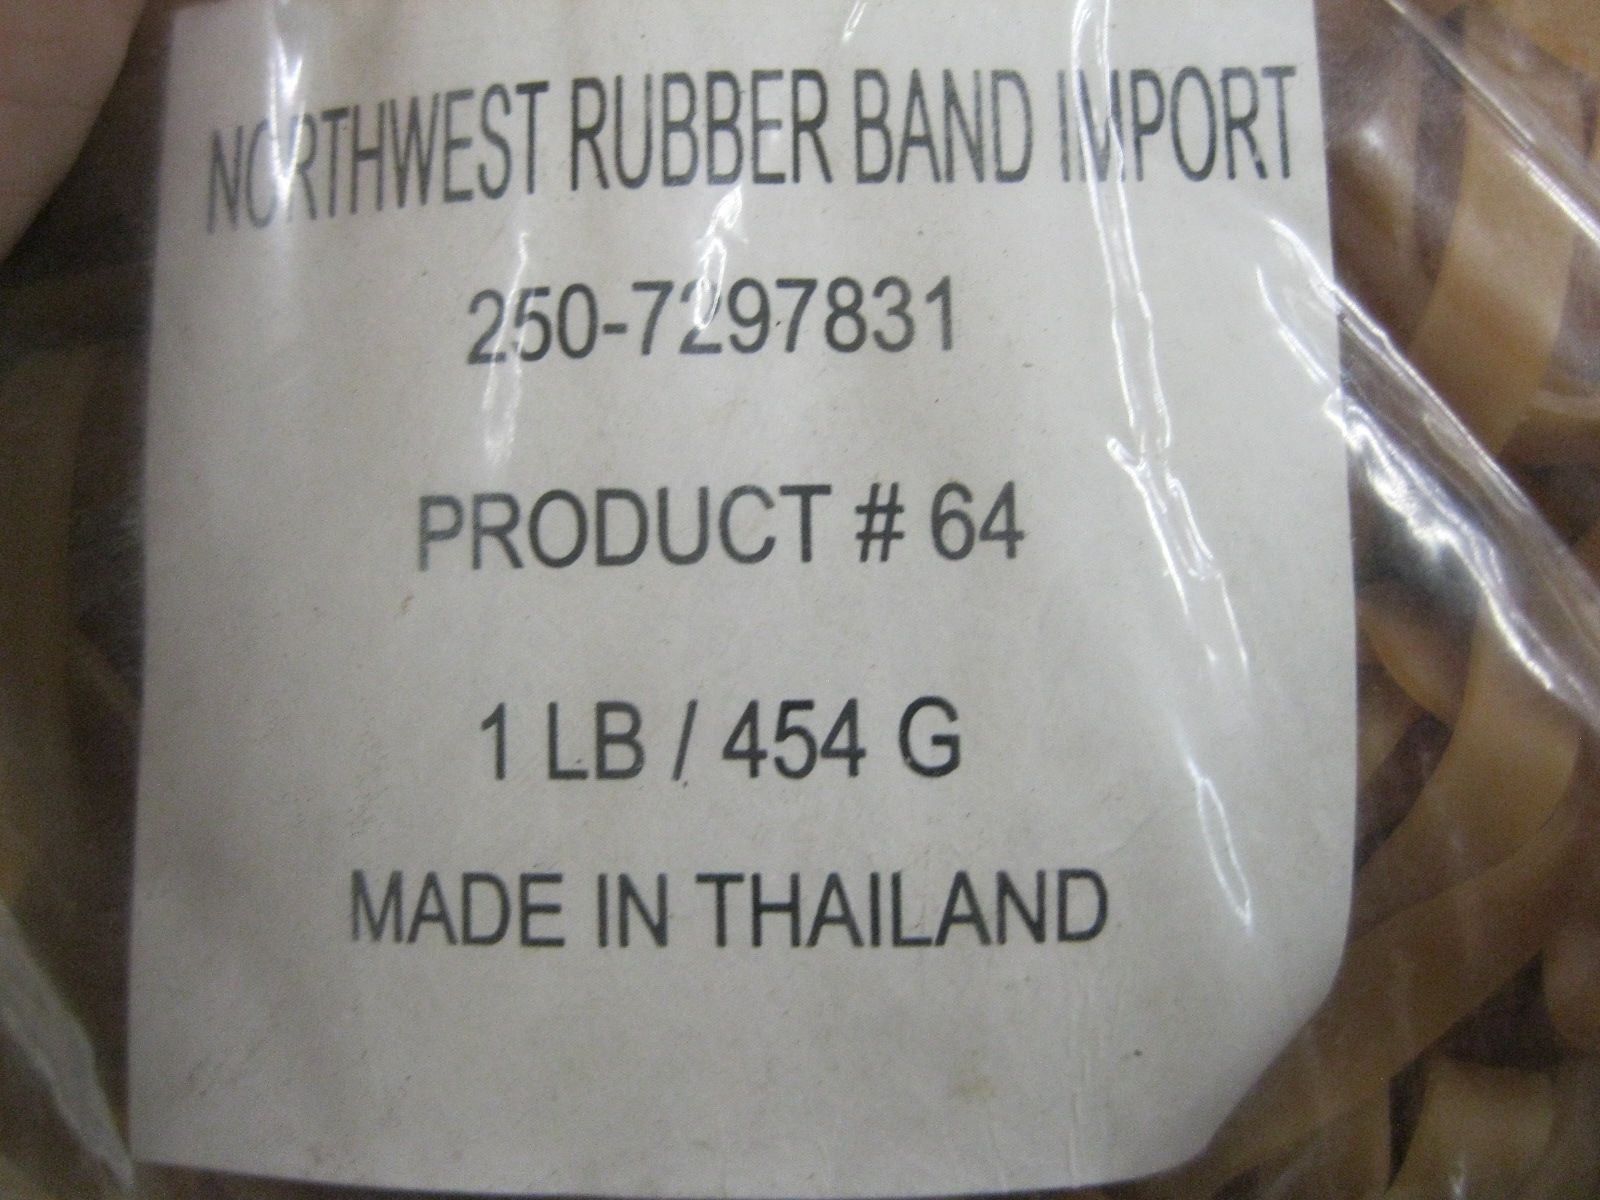 NORTHWEST RUBBER BAND IMPORT
250-7297831
PRODUCT # 64
1 LB / 454 G
MADE IN THAILAND